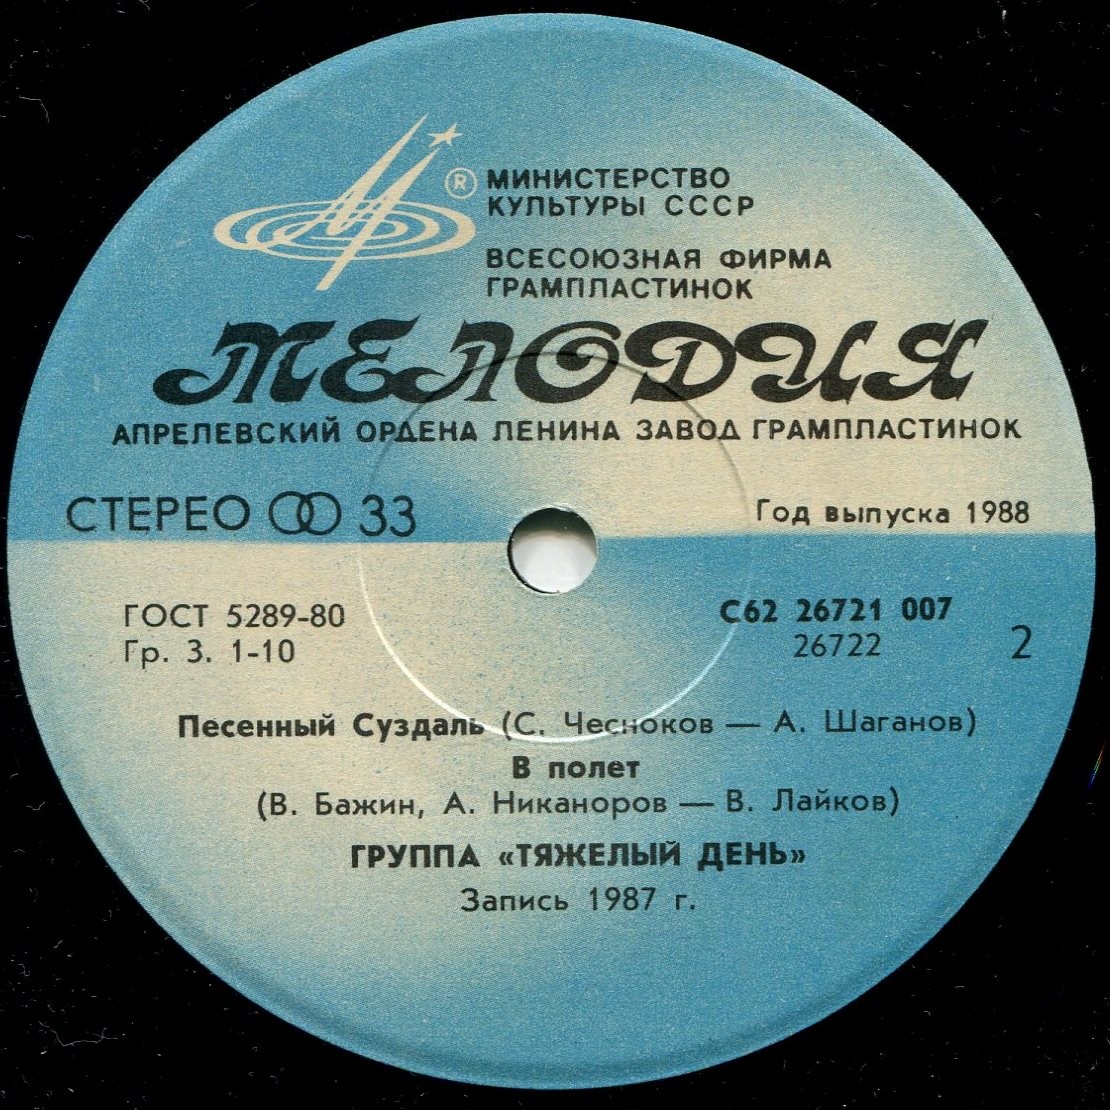 ®
МИНИСТЕРСТВО
КУЛЬТУРЫ СССР
ВСЕСОЮЗНАЯ ФИРМА
ГРАМПЛАСТИНОК
МЕЛОДИЯ
АПРЕЛЕВСКИЙ ОРДЕНА ЛЕНИНА ЗАВОД ГРАМПЛАСТИНОК
СТЕРЕО 33
Год выпуска 1988
ГОСТ 5289-80
Гр. 3. 1-10
С62 26721 007
26722
2
Песенный Суздаль (С. Чесноков — А. Шаганов)
В полет
(В. Бажин, А. Никаноров — В. Лайков)
ГРУППА «ТЯЖЕЛЫЙ ДЕНЬ»
Запись 1987 г.